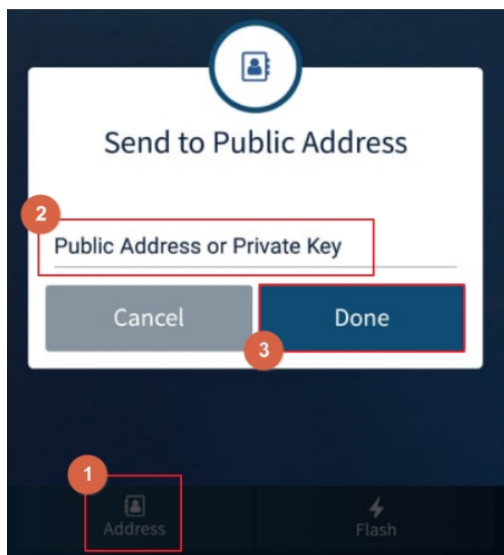 Send to Public Address
2
Public Address or Private Key
Cancel
Done
3
1
Address
Flash